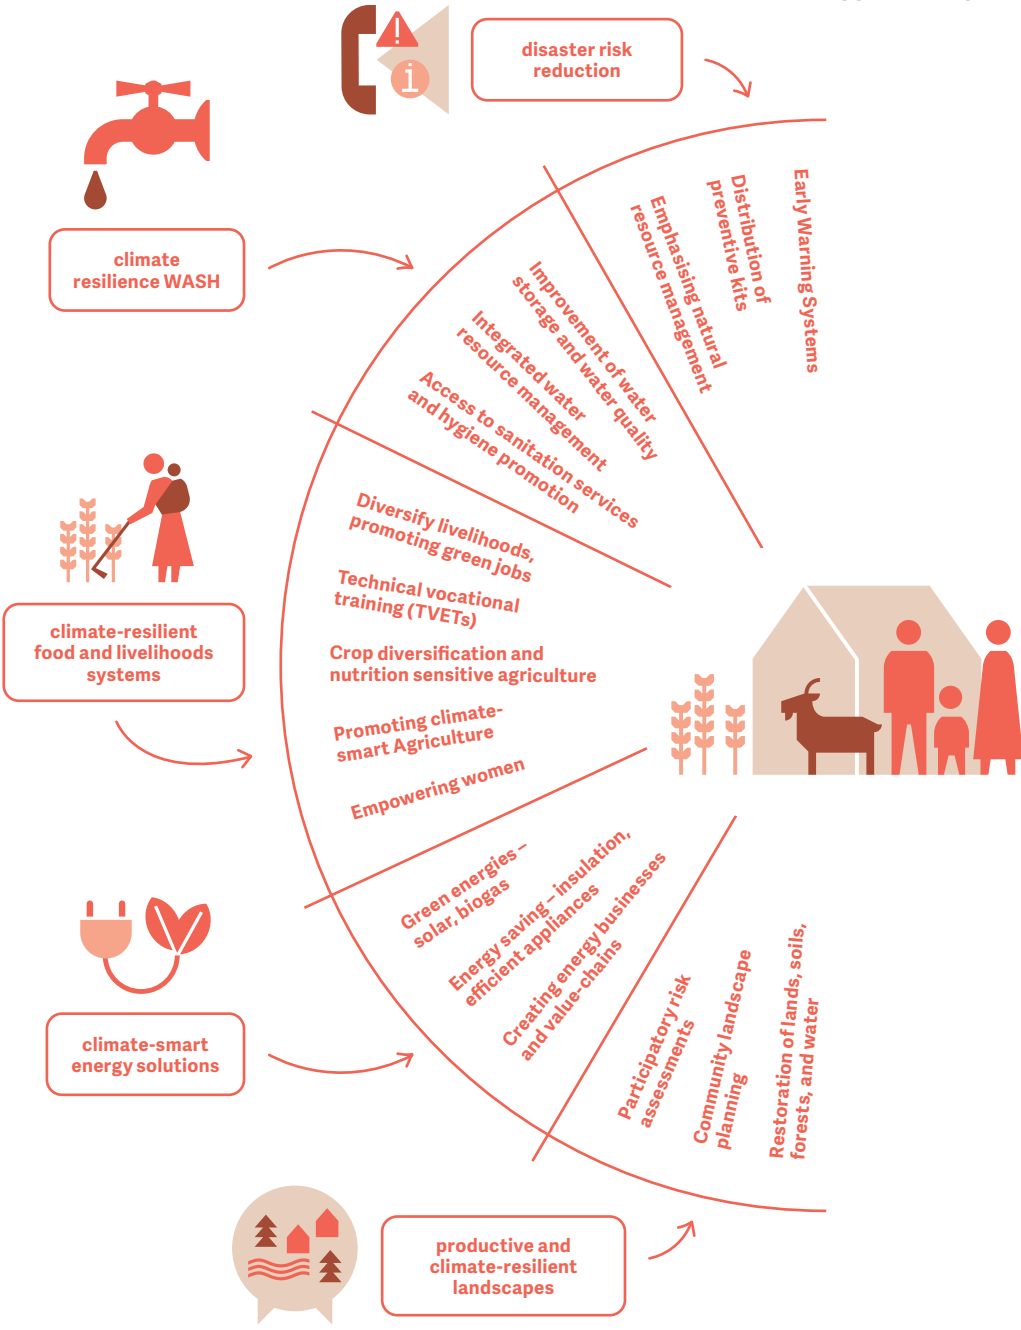 disaster risk
reduction
Early Warning Systems
Distribution of
preventive kits
Emphasising natural
resource management
climate
resilience WASH
Improvement of water
storage and water quality
Integrated water
resource management
Access to sanitation services
and hygiene promotion
climate-resilient
food and livelihoods
systems
Diversify livelihoods,
promoting green jobs
Technical vocational
training (TVETs)
Crop diversification and
nutrition sensitive agriculture
Promoting climate-
smart Agriculture
Empowering women
climate-smart
energy solutions
Green energies –
solar, biogas
Energy saving – insulation,
efficient appliances
Creating energy businesses
and value-chains
productive and
climate-resilient
landscapes
Participatory risk
assessments
Community landscape
planning
Restoration of lands, soils,
forests, and water